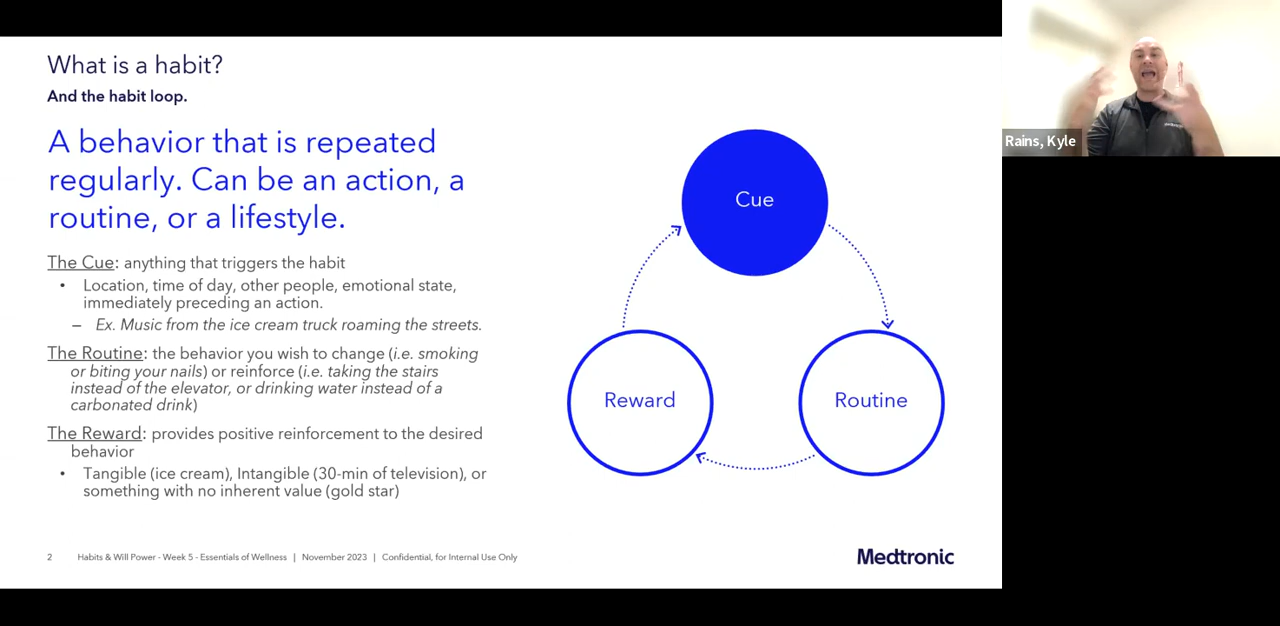 What is a habit?
And the habit loop.
A behavior that is repeated
regularly. Can be an action, a
routine, or a lifestyle.
The Cue: anything that triggers the habit
• Location, time of day, other people, emotional state,
immediately preceding an action.
– Ex. Music from the ice cream truck roaming the streets.
The Routine: the behavior you wish to change (i.e. smoking
or biting your nails) or reinforce (i.e. taking the stairs
instead of the elevator, or drinking water instead of a
carbonated drink)
The Reward: provides positive reinforcement to the desired
behavior
• Tangible (ice cream), Intangible (30-min of television), or
something with no inherent value (gold star)
Cue
Reward
Routine
2 Habits & Will Power - Week 5 - Essentials of Wellness | November 2023 | Confidential, for Internal Use Only
Medtronic
Rains, Kyle